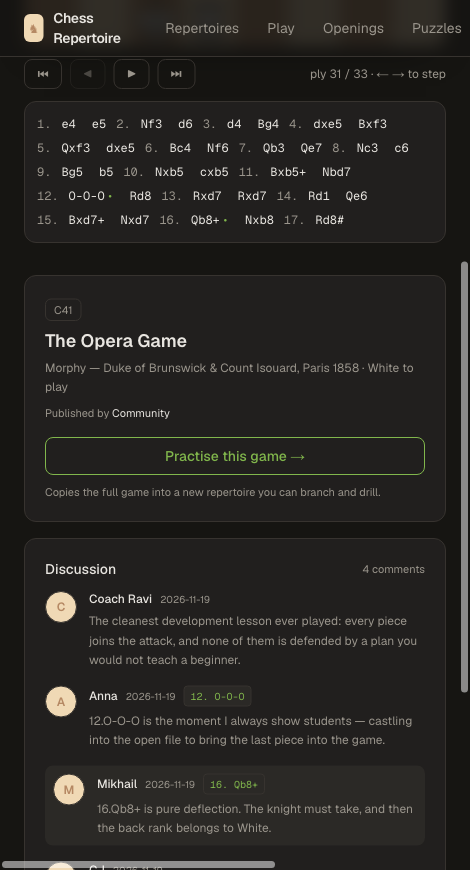 Chess
Repertoire
Repertoires Play Openings Puzzles
ply 31 / 33 · ← → to step
1. e4 e5 2. Nf3 d6 3. d4 Bg4 4. dxe5 Bxf3
5. Qxf3 dxe5 6. Bc4 Nf6 7. Qb3 Qe7 8. Nc3 c6
9. Bg5 b5 10. Nxb5 cxb5 11. Bxb5+ Nbd7
12. O-O-O· Rd8 13. Rxd7 Rxd7 14. Rd1 Qe6
15. Bxd7+ Nxd7 16. Qb8+· Nxb8 17. Rd8#
C41
The Opera Game
Morphy — Duke of Brunswick & Count Isouard, Paris 1858 · White to
play
Published by Community
Practise this game →
Copies the full game into a new repertoire you can branch and drill.
Discussion 4 comments
C Coach Ravi 2026-11-19
The cleanest development lesson ever played: every piece
joins the attack, and none of them is defended by a plan you
would not teach a beginner.
A Anna 2026-11-19 12. O-O-O
12.O-O-O is the moment I always show students — castling
into the open file to bring the last piece into the game.
M Mikhail 2026-11-19 16. Qb8+
16.Qb8+ is pure deflection. The knight must take, and then
the back rank belongs to White.